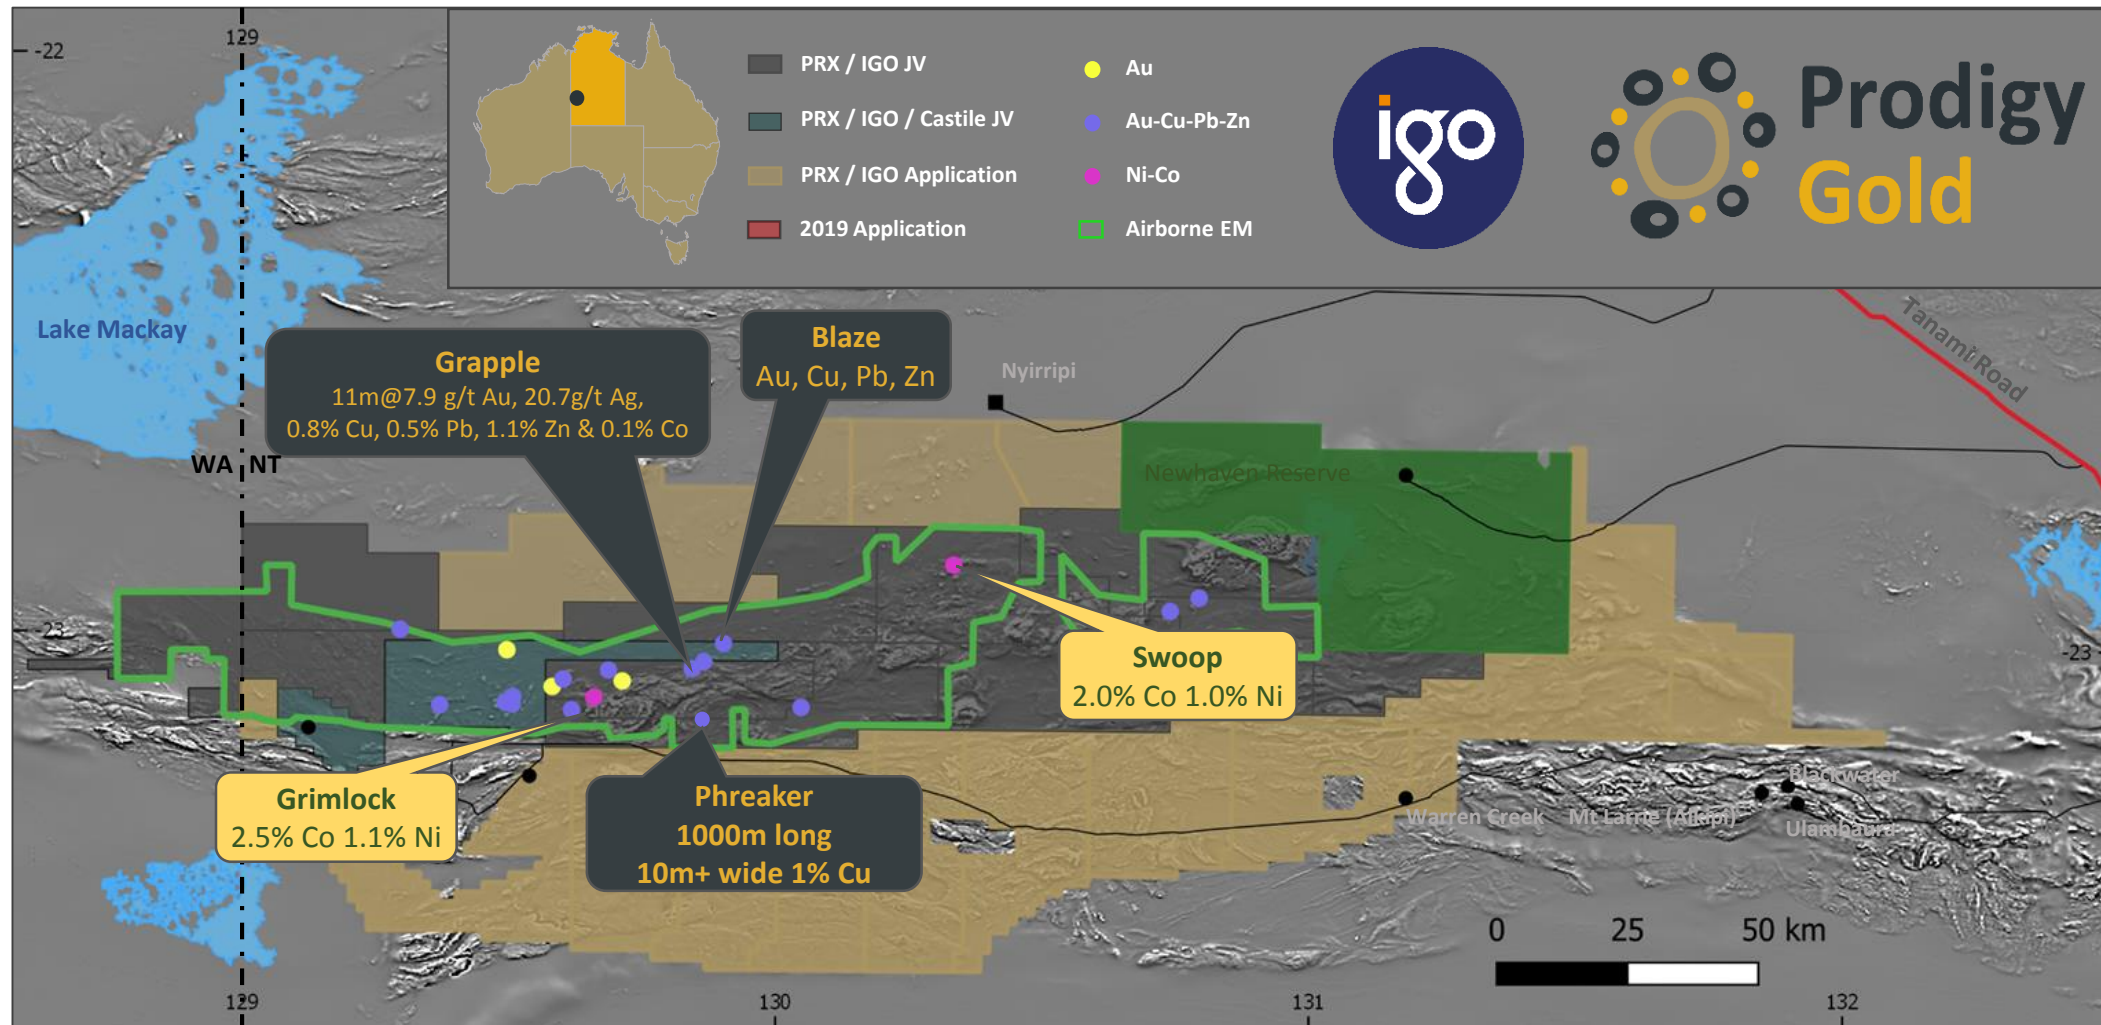 129
-22
PRX / IGO JV
PRX / IGO / Castile JV
PRX / IGO Application
2019 Application
Au
Au-Cu-Pb-Zn
Ni-Co
Airborne EM
igo
Prodigy
Gold
Lake Mackay
Tanami Road
Grapple
11m@7.9 g/t Au, 20.7g/t Ag,
0.8% Cu, 0.5% Pb, 1.1% Zn & 0.1% Co
Blaze
Au, Cu, Pb, Zn
Nyirripi
WA
NT
Newhaven Reserve
-23
-23
Swoop
2.0% Co 1.0% Ni
Grimlock
2.5% Co 1.1% Ni
Phreaker
1000m long
10m+ wide 1% Cu
Blackwater
Warren Creek
Mt Larrie (Alkipi)
Ulambaura
0
25
50 km
129
130
131
132